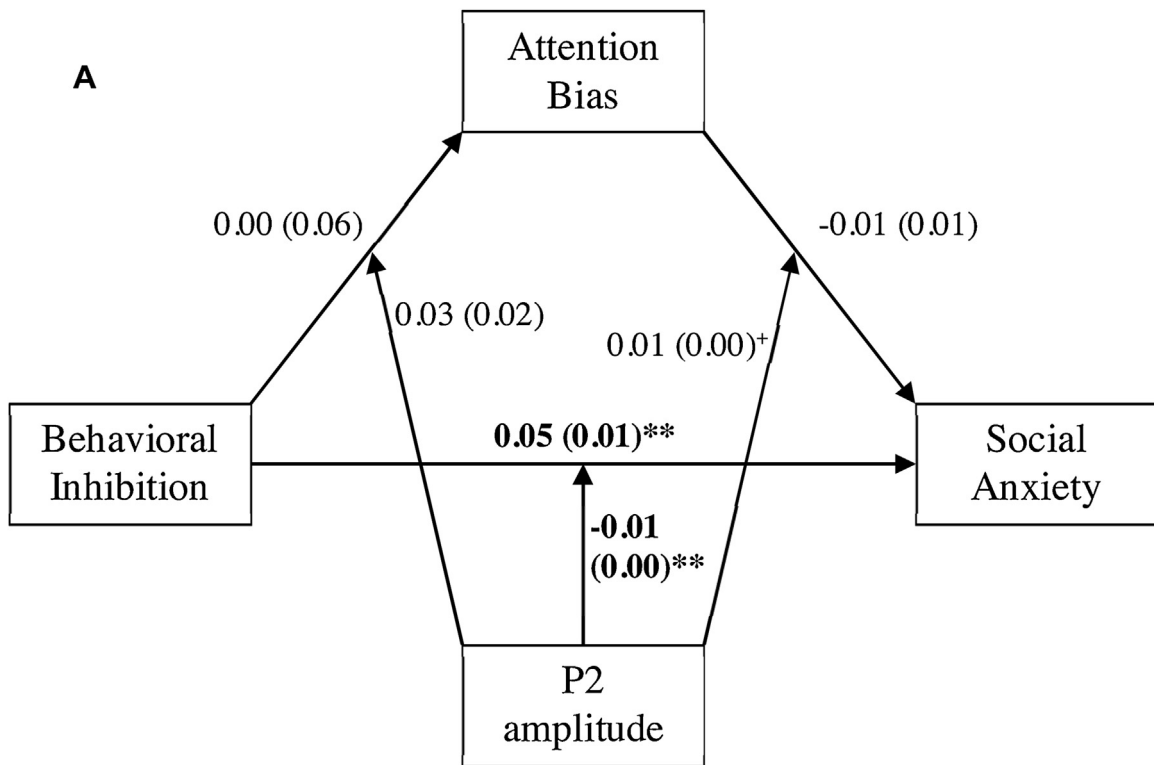 A
Attention
Bias
0.00 (0.06)
-0.01 (0.01)
0.03 (0.02)
0.01 (0.00)⁺
Behavioral
Inhibition
0.05 (0.01)**
Social
Anxiety
-0.01
(0.00)**
P2
amplitude